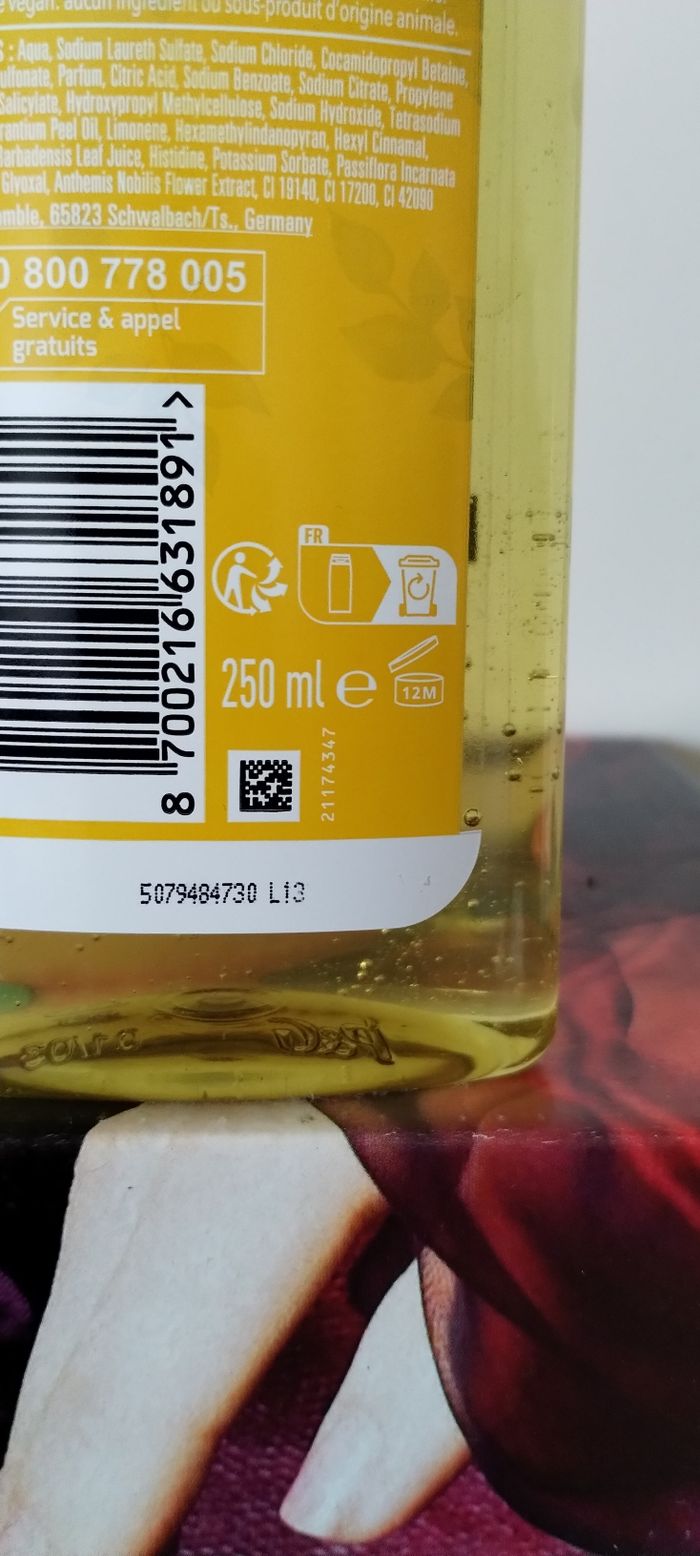 vegan. aucun ingrédient ou sous-produit d'origine animale.
: Aqua, Sodium Laureth Sulfate, Sodium Chloride, Cocamidopropyl Betaine,
ulfonate, Parfum, Citric Acid, Sodium Benzoate, Sodium Citrate, Propylene
Salicylate, Hydroxypropyl Methylcellulose, Sodium Hydroxide, Tetrasodium
rantium Peel Oil, Limonene, Hexamethylindanopyran, Hexyl Cinnamal,
arbadensis Leaf Juice, Histidine, Potassium Sorbate, Passiflora Incarnata
Glyoxal, Anthemis Nobilis Flower Extract, CI 19140, CI 17200, CI 42090
amble, 65823 Schwalbach/Ts., Germany
0 800 778 005
Service & appel
gratuits
8 700216 631891 >
FR
250 ml e 12M
21174347
5079484730 L13
P&G